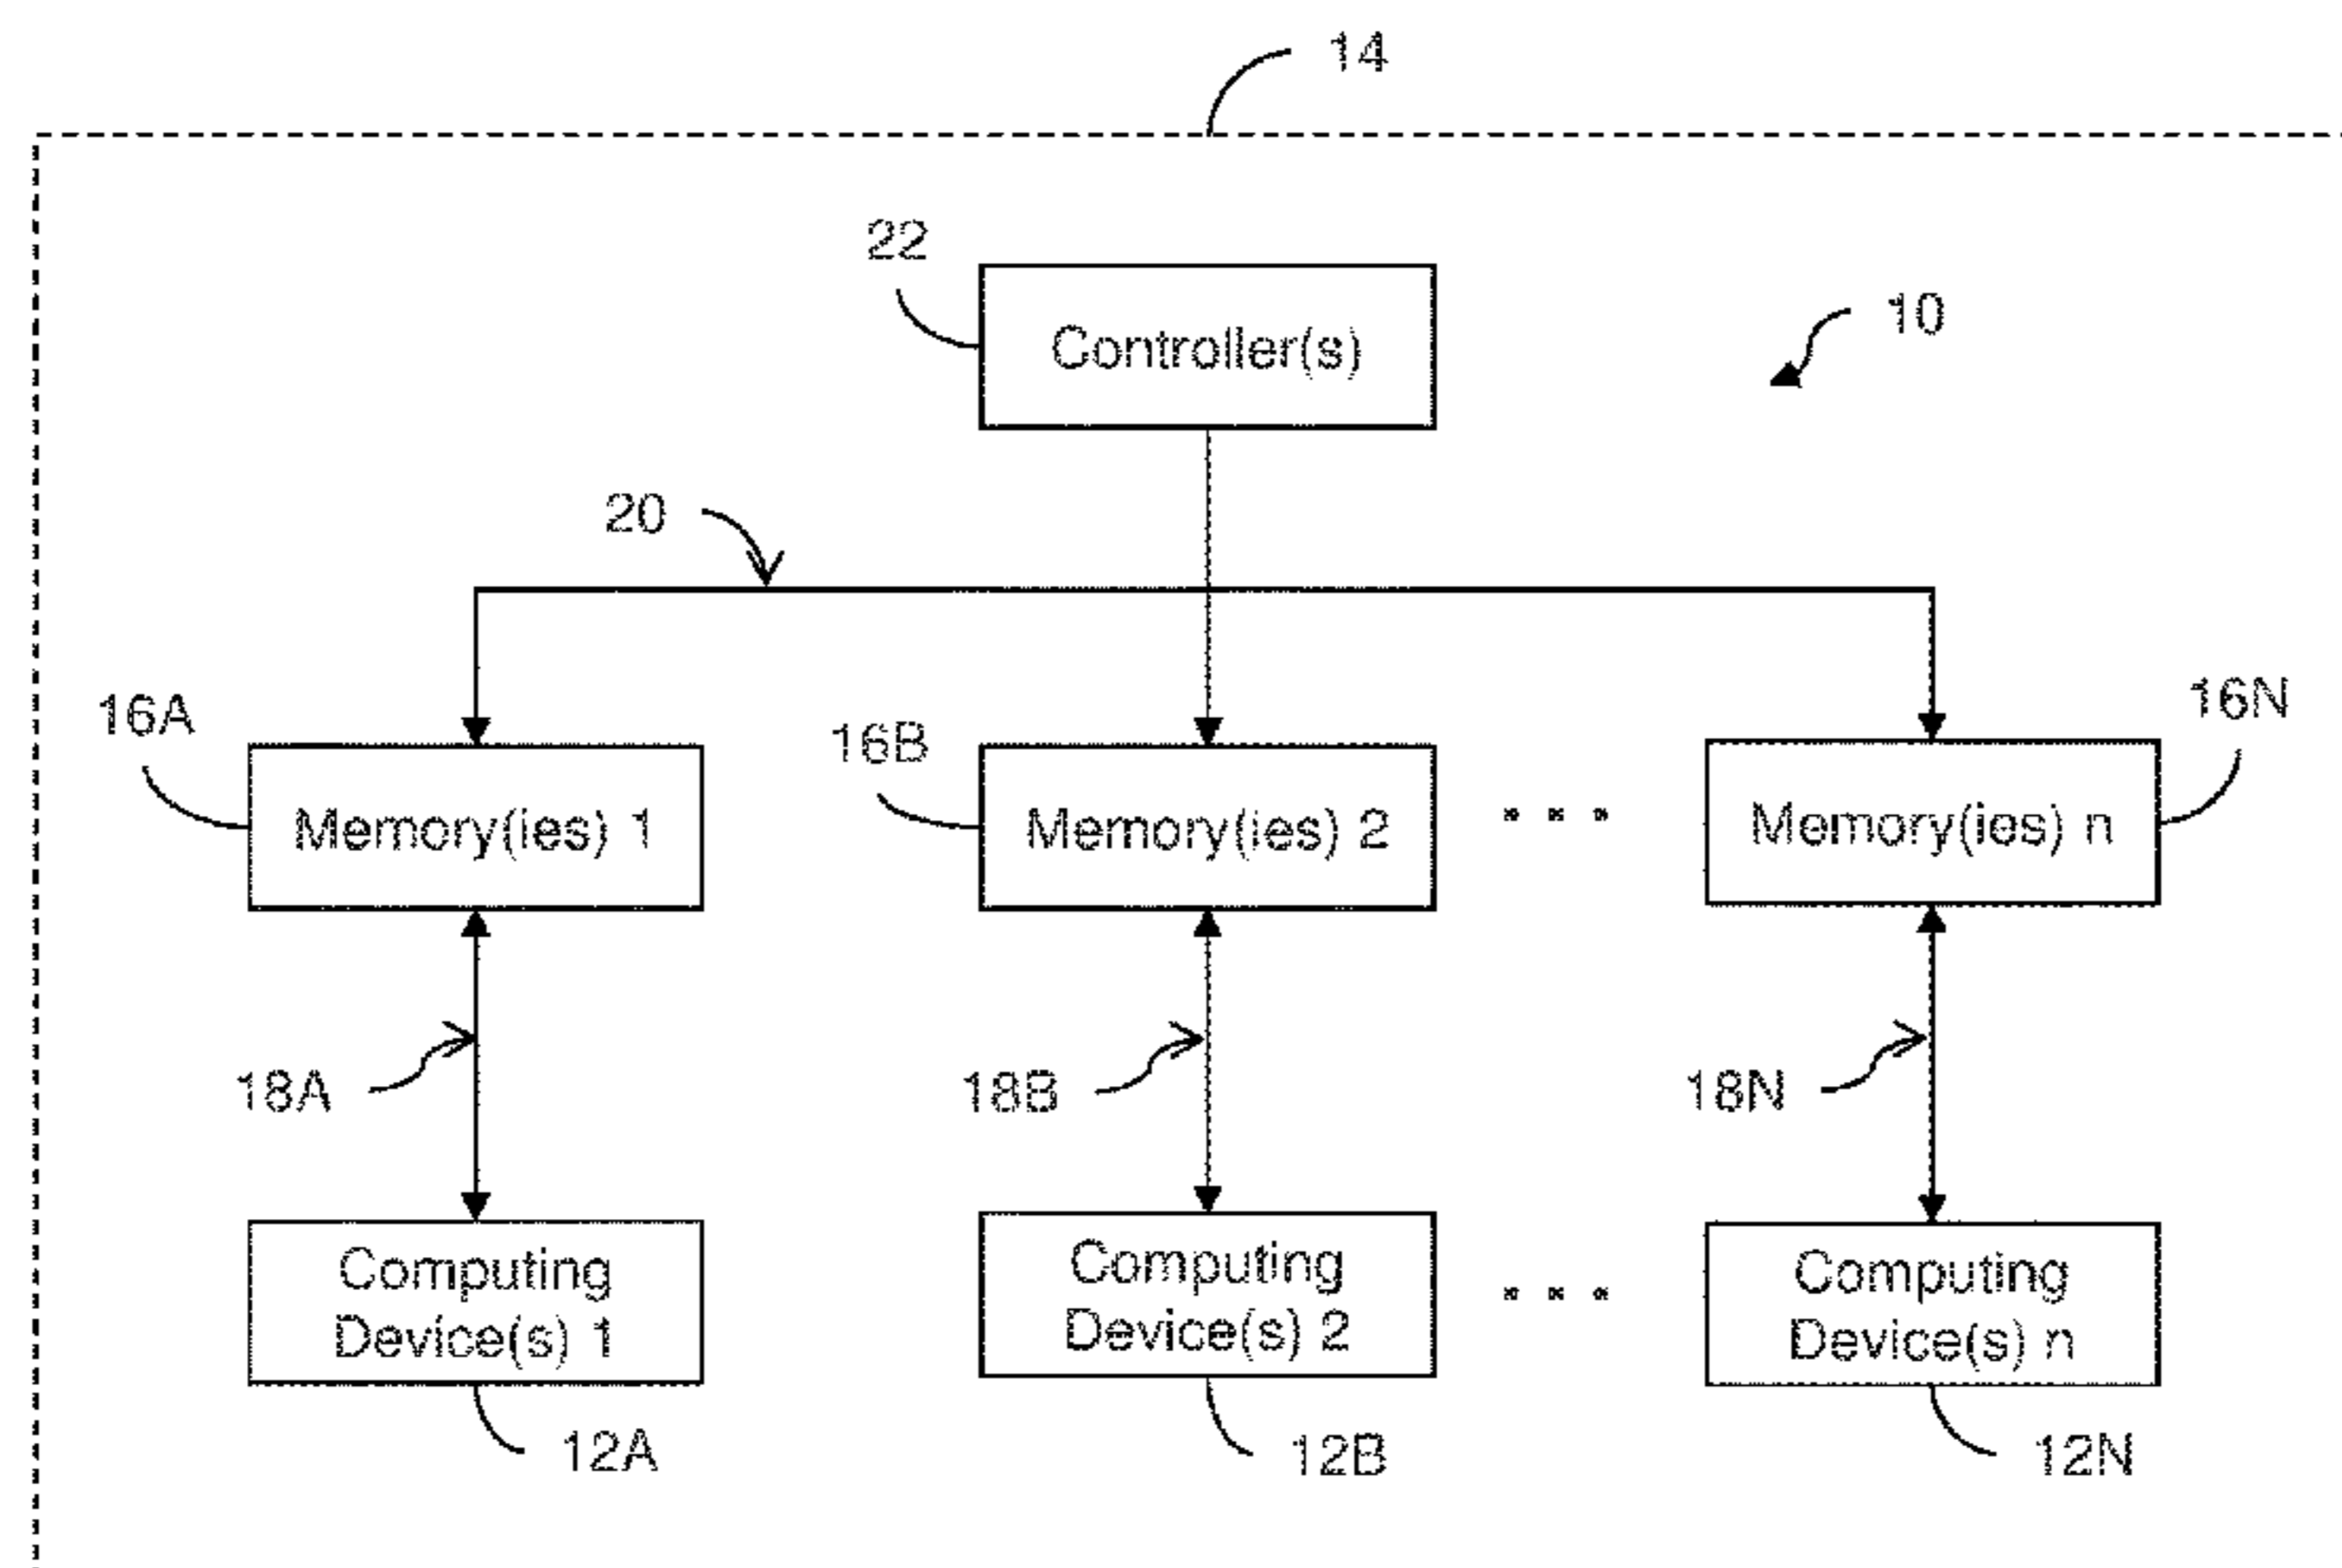 14
22
Controller(s)
10
20
16A
16B
16N
Memory(ies) 1
Memory(ies) 2
Memory(ies) n
18A
18B
18N
Computing
Device(s) 1
Computing
Device(s) 2
Computing
Device(s) n
12A
12B
12N